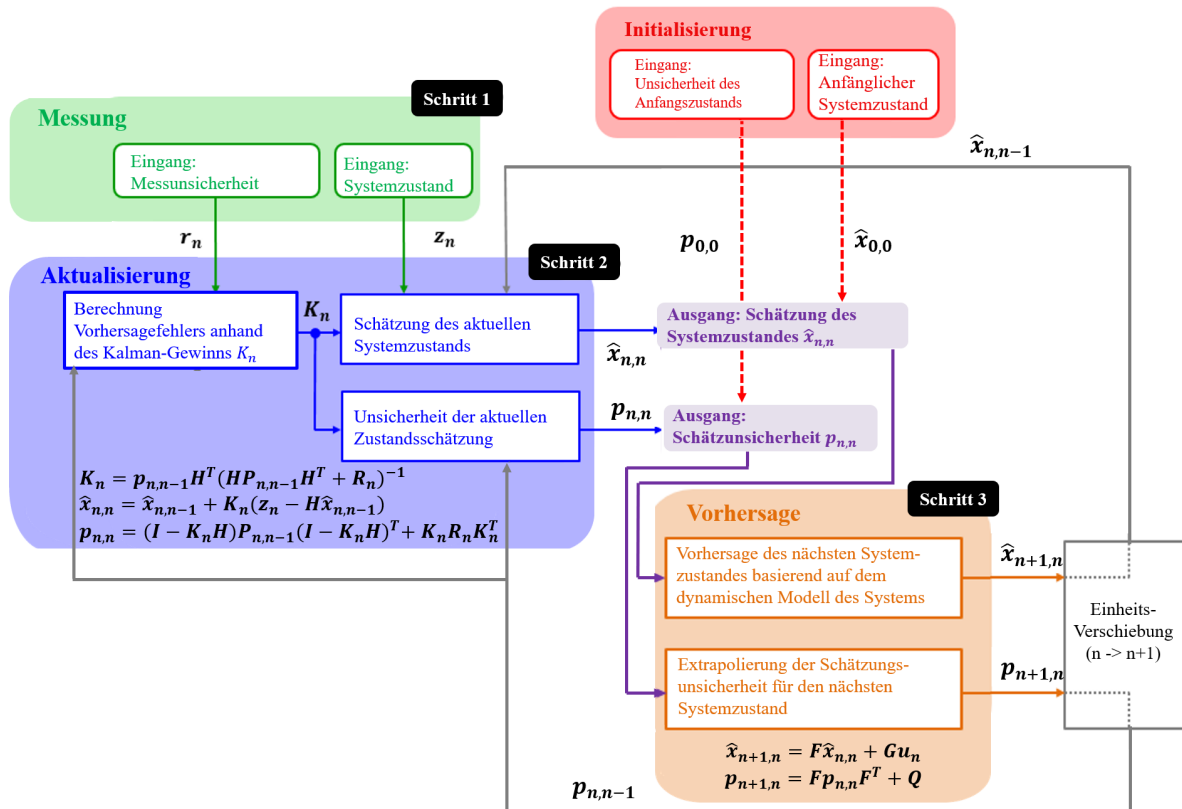 Initialisierung
Eingang:
Unsicherheit des
Anfangszustands
Eingang:
Anfänglicher
Systemzustand
Schritt 1
Messung
Eingang:
Messunsicherheit
Eingang:
Systemzustand
x̂ₙ,ₙ₋₁
rₙ
zₙ
p₀,₀
x̂₀,₀
Schritt 2
Aktualisierung
Berechnung
Vorhersagefehlers anhand
des Kalman-Gewinns Kₙ
Kₙ
Schätzung des aktuellen
Systemzustands
x̂ₙ,ₙ
Ausgang: Schätzung des
Systemzustandes x̂ₙ,ₙ
Unsicherheit der aktuellen
Zustandsschätzung
pₙ,ₙ
Ausgang:
Schätzunsicherheit pₙ,ₙ
Kₙ = pₙ,ₙ₋₁Hᵀ(HPₙ,ₙ₋₁Hᵀ + Rₙ)⁻¹
x̂ₙ,ₙ = x̂ₙ,ₙ₋₁ + Kₙ(zₙ − Hx̂ₙ,ₙ₋₁)
pₙ,ₙ = (I − KₙH)Pₙ,ₙ₋₁(I − KₙH)ᵀ + KₙRₙKₙᵀ
Schritt 3
Vorhersage
Vorhersage des nächsten System-
zustandes basierend auf dem
dynamischen Modell des Systems
x̂ₙ₊₁,ₙ
Einheits-
Verschiebung
(n -> n+1)
Extrapolierung der Schätzungs-
unsicherheit für den nächsten
Systemzustand
pₙ₊₁,ₙ
x̂ₙ₊₁,ₙ = Fx̂ₙ,ₙ + Guₙ
pₙ₊₁,ₙ = Fpₙ,ₙFᵀ + Q
pₙ,ₙ₋₁